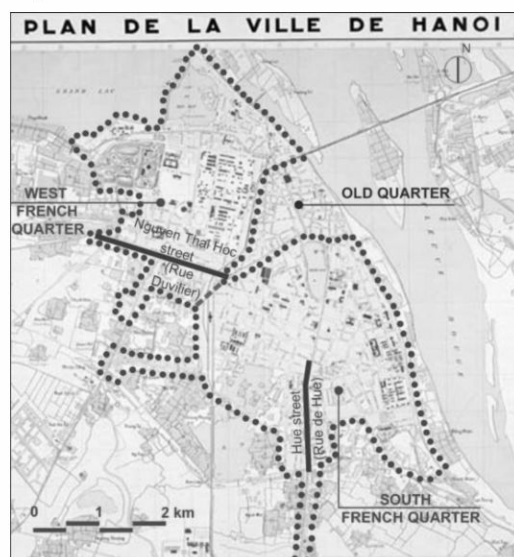 PLAN DE LA VILLE DE HANOI
N
WEST
FRENCH
QUARTER
OLD QUARTER
Nguyen Thai Hoc
street
(Rue
Duvilier)
Hue street
(Rue de Hue)
SOUTH
FRENCH QUARTER
0 1 2 km